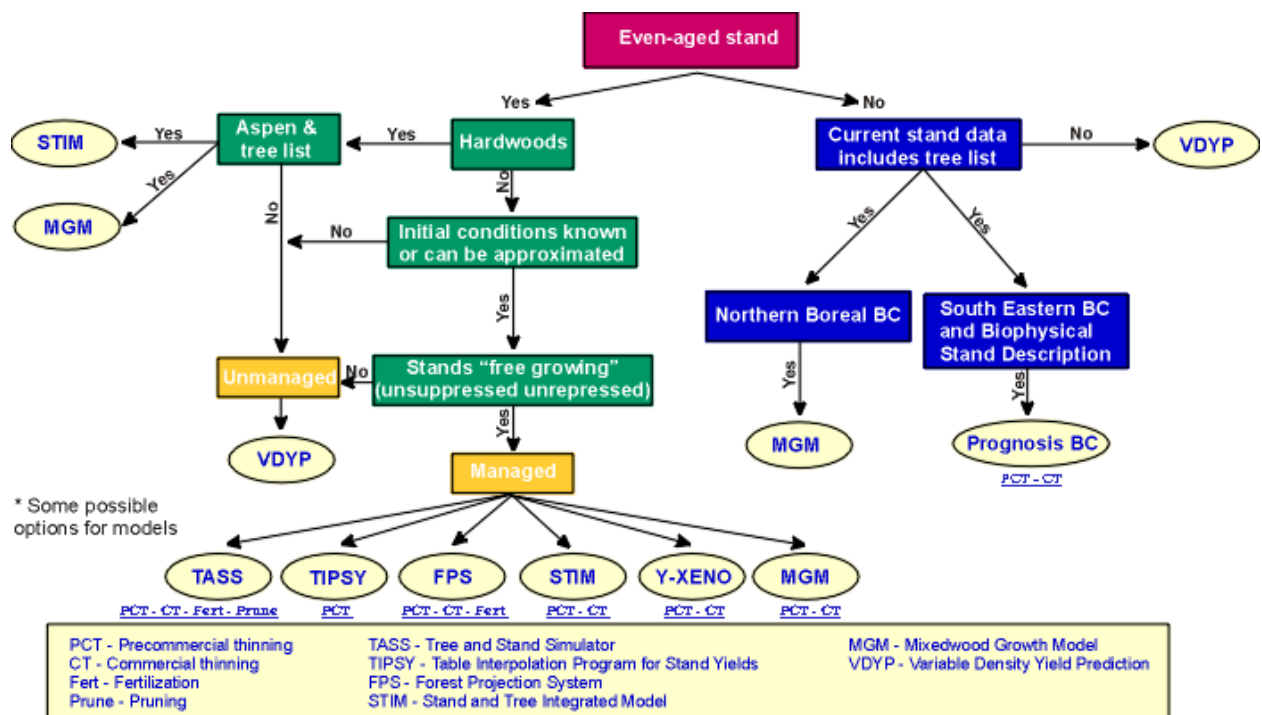 Even-aged stand
Yes
No
STIM
Yes
Aspen &
tree list
Yes
Hardwoods
Current stand data
includes tree list
No
VDYP
Yes
MGM
No
No
No
Initial conditions known
or can be approximated
Yes
Yes
Yes
Northern Boreal BC
South Eastern BC
and Biophysical
Stand Description
Unmanaged
No
Stands “free growing”
(unsuppressed unrepressed)
Yes
Yes
Yes
VDYP
Managed
MGM
Prognosis BC
PCT - CT
* Some possible
options for models
TASS
TIPSY
FPS
STIM
Y-XENO
MGM
PCT - CT - Fert - Prune
PCT
PCT - CT - Fert
PCT - CT
PCT - CT
PCT - CT
PCT - Precommercial thinning
CT - Commercial thinning
Fert - Fertilization
Prune - Pruning
TASS - Tree and Stand Simulator
TIPSY - Table Interpolation Program for Stand Yields
FPS - Forest Projection System
STIM - Stand and Tree Integrated Model
MGM - Mixedwood Growth Model
VDYP - Variable Density Yield Prediction